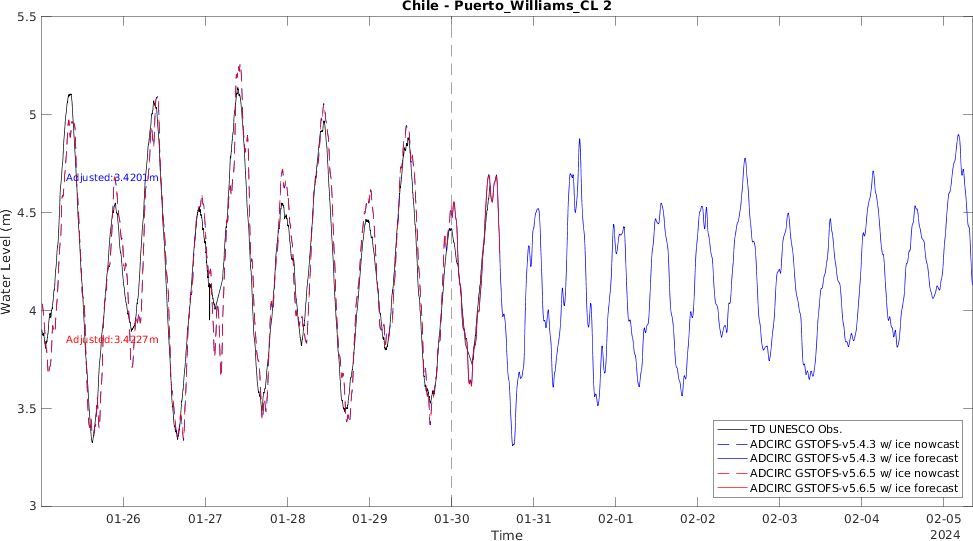 Chile - Puerto_Williams_CL 2
Water Level (m)
5.5
5
4.5
4
3.5
3
Adjusted:3.4201m
Adjusted:3.4227m
TD UNESCO Obs.
ADCIRC GSTOFS-v5.4.3 w/ ice nowcast
ADCIRC GSTOFS-v5.4.3 w/ ice forecast
ADCIRC GSTOFS-v5.6.5 w/ ice nowcast
ADCIRC GSTOFS-v5.6.5 w/ ice forecast
01-26 01-27 01-28 01-29 01-30 01-31 02-01 02-02 02-03 02-04 02-05
Time
2024